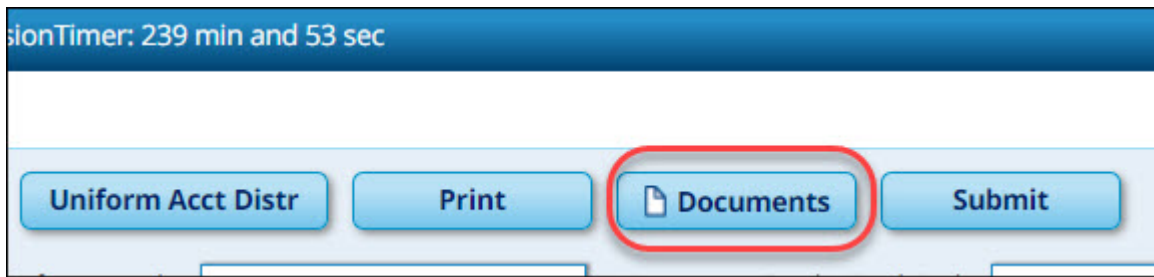 sionTimer: 239 min and 53 sec
Uniform Acct Distr Print Documents Submit